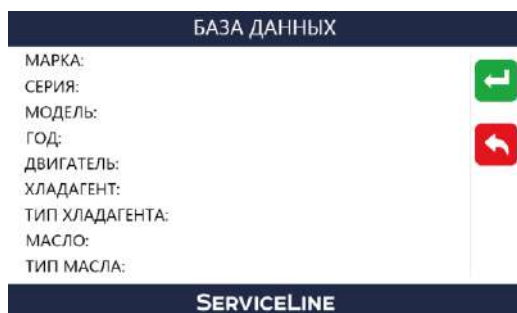 БАЗА ДАННЫХ
МАРКА:
СЕРИЯ:
МОДЕЛЬ:
ГОД:
ДВИГАТЕЛЬ:
ХЛАДАГЕНТ:
ТИП ХЛАДАГЕНТА:
МАСЛО:
ТИП МАСЛА:
SERVICELINE